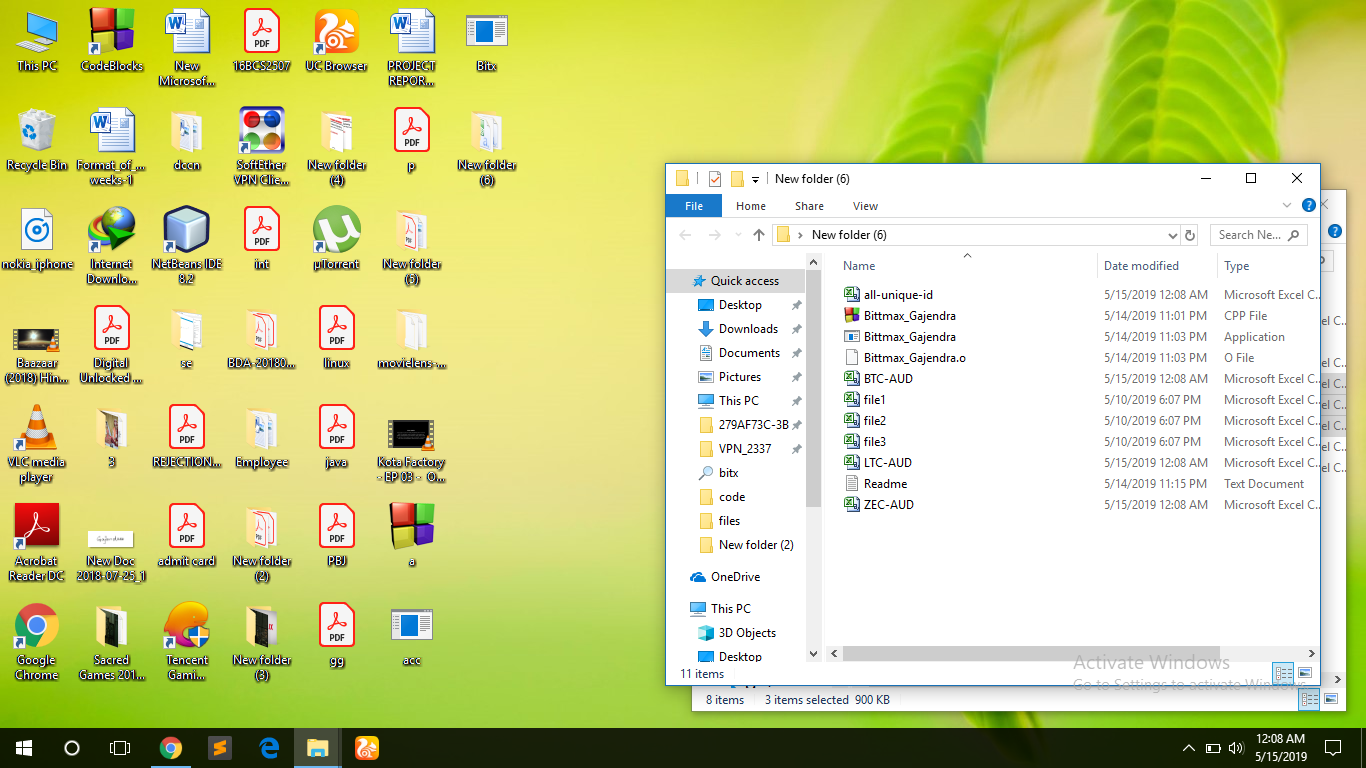 This PC
CodeBlocks
New
Microsof...
16BCS2507
UC Browser
PROJECT
REPOR...
Bitx
Recycle Bin
Format_of_...
weeks-1
dccn
SoftEther
VPN Clie...
New folder
(4)
p
New folder
(6)
nokia_iphone
Internet
Downlo...
NetBeans IDE
8.2
int
µTorrent
New folder
(5)
Baazaar
(2018) Hin...
Digital
Unlocked ...
se
BDA-20180...
linux
movielens -...
VLC media
player
3
REJECTION...
Employee
java
Kota Factory
- EP 03 - O...
Acrobat
Reader DC
New Doc
2018-07-25_1
admit card
New folder
(2)
PBJ
a
Google
Chrome
Sacred
Games 201...
Tencent
Gami...
New folder
(3)
gg
acc
New folder (6)
File Home Share View
New folder (6)
Search Ne...
Quick access
Desktop
Downloads
Documents
Pictures
This PC
279AF73C-3B
VPN_2337
bitx
code
files
New folder (2)
OneDrive
This PC
3D Objects
Desktop
Name Date modified Type
all-unique-id 5/15/2019 12:08 AM Microsoft Excel C...
Bittmax_Gajendra 5/14/2019 11:01 PM CPP File
Bittmax_Gajendra 5/14/2019 11:03 PM Application
Bittmax_Gajendra.o 5/14/2019 11:03 PM O File
BTC-AUD 5/15/2019 12:08 AM Microsoft Excel C...
file1 5/10/2019 6:07 PM Microsoft Excel C...
file2 5/10/2019 6:07 PM Microsoft Excel C...
file3 5/10/2019 6:07 PM Microsoft Excel C...
LTC-AUD 5/15/2019 12:08 AM Microsoft Excel C...
Readme 5/14/2019 11:15 PM Text Document
ZEC-AUD 5/15/2019 12:08 AM Microsoft Excel C...
11 items
Activate Windows
Go to Settings to activate Windows.
8 items 3 items selected 900 KB
12:08 AM
5/15/2019